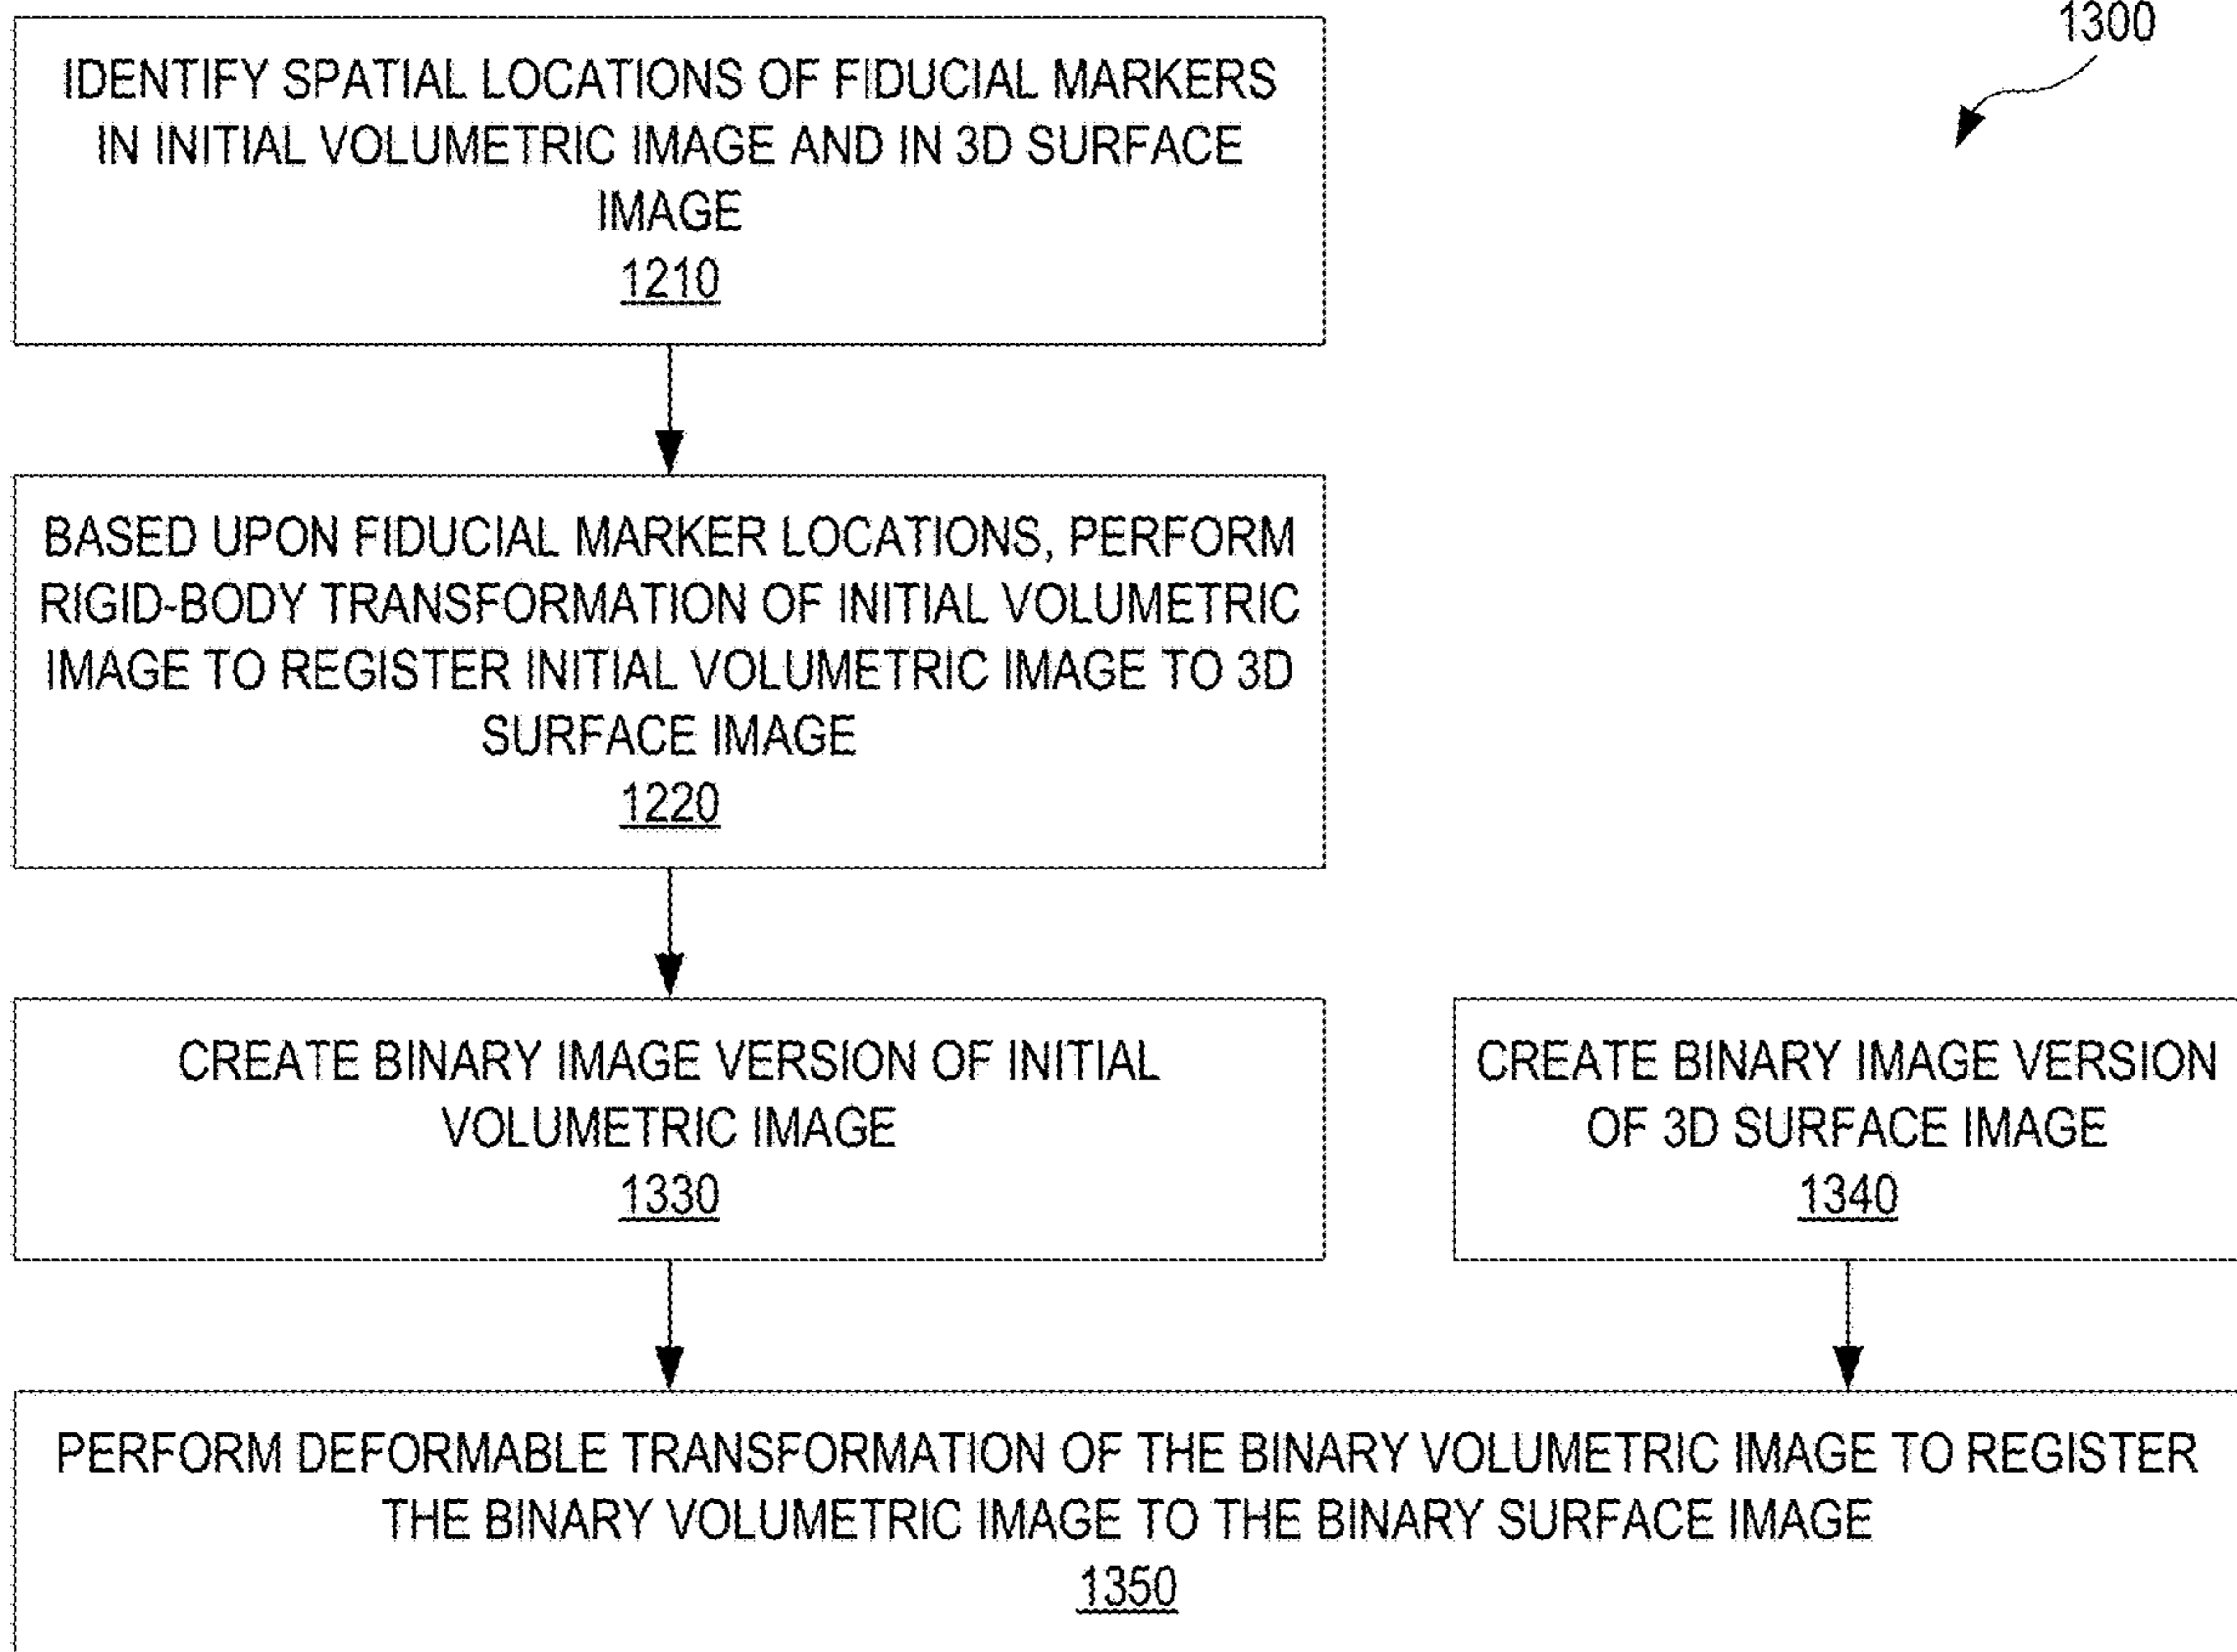 1300
IDENTIFY SPATIAL LOCATIONS OF FIDUCIAL MARKERS
IN INITIAL VOLUMETRIC IMAGE AND IN 3D SURFACE
IMAGE
1210
BASED UPON FIDUCIAL MARKER LOCATIONS, PERFORM
RIGID-BODY TRANSFORMATION OF INITIAL VOLUMETRIC
IMAGE TO REGISTER INITIAL VOLUMETRIC IMAGE TO 3D
SURFACE IMAGE
1220
CREATE BINARY IMAGE VERSION OF INITIAL
VOLUMETRIC IMAGE
1330
CREATE BINARY IMAGE VERSION
OF 3D SURFACE IMAGE
1340
PERFORM DEFORMABLE TRANSFORMATION OF THE BINARY VOLUMETRIC IMAGE TO REGISTER
THE BINARY VOLUMETRIC IMAGE TO THE BINARY SURFACE IMAGE
1350